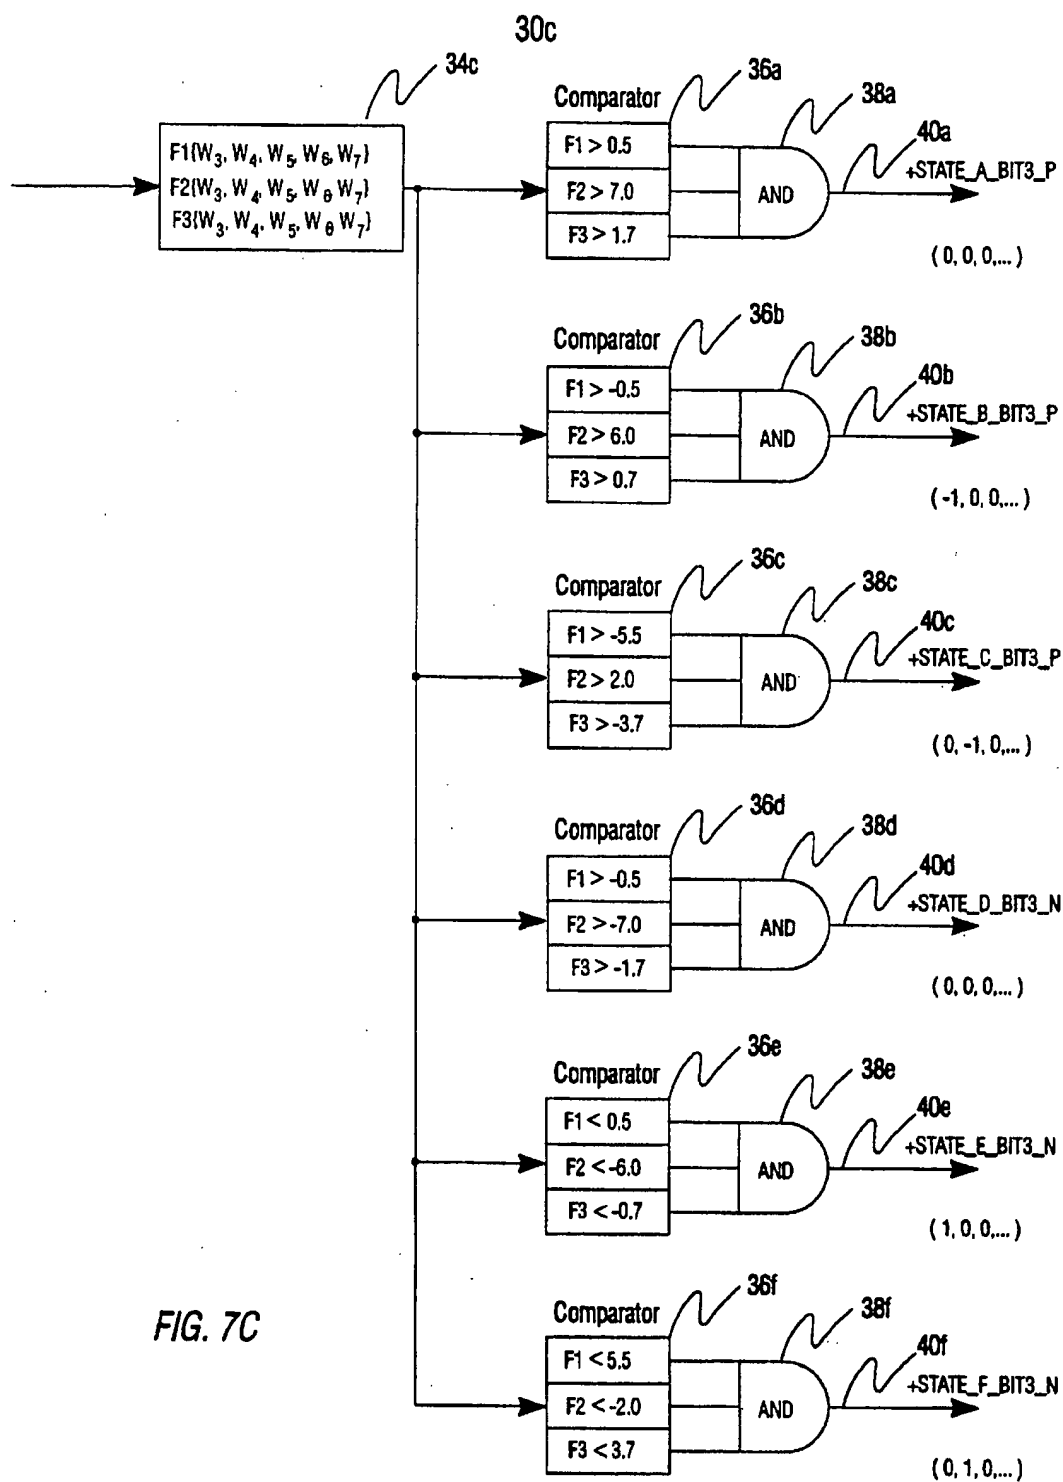 30c
34c
F1{W3, W4, W5, W6, W7}
F2{W3, W4, W5, Wθ W7}
F3{W3, W4, W5, Wθ W7}
Comparator
36a
F1 > 0.5
F2 > 7.0
F3 > 1.7
38a
AND
40a
+STATE_A_BIT3_P
( 0, 0, 0,... )
Comparator
36b
F1 > -0.5
F2 > 6.0
F3 > 0.7
38b
AND
40b
+STATE_B_BIT3_P
( -1, 0, 0,... )
Comparator
36c
F1 > -5.5
F2 > 2.0
F3 > -3.7
38c
AND
40c
+STATE_C_BIT3_P
( 0, -1, 0,... )
Comparator
36d
F1 > -0.5
F2 > -7.0
F3 > -1.7
38d
AND
40d
+STATE_D_BIT3_N
( 0, 0, 0,... )
Comparator
36e
F1 < 0.5
F2 < -6.0
F3 < -0.7
38e
AND
40e
+STATE_E_BIT3_N
( 1, 0, 0,... )
Comparator
36f
F1 < 5.5
F2 < -2.0
F3 < 3.7
38f
AND
40f
+STATE_F_BIT3_N
( 0, 1, 0,... )
FIG. 7C